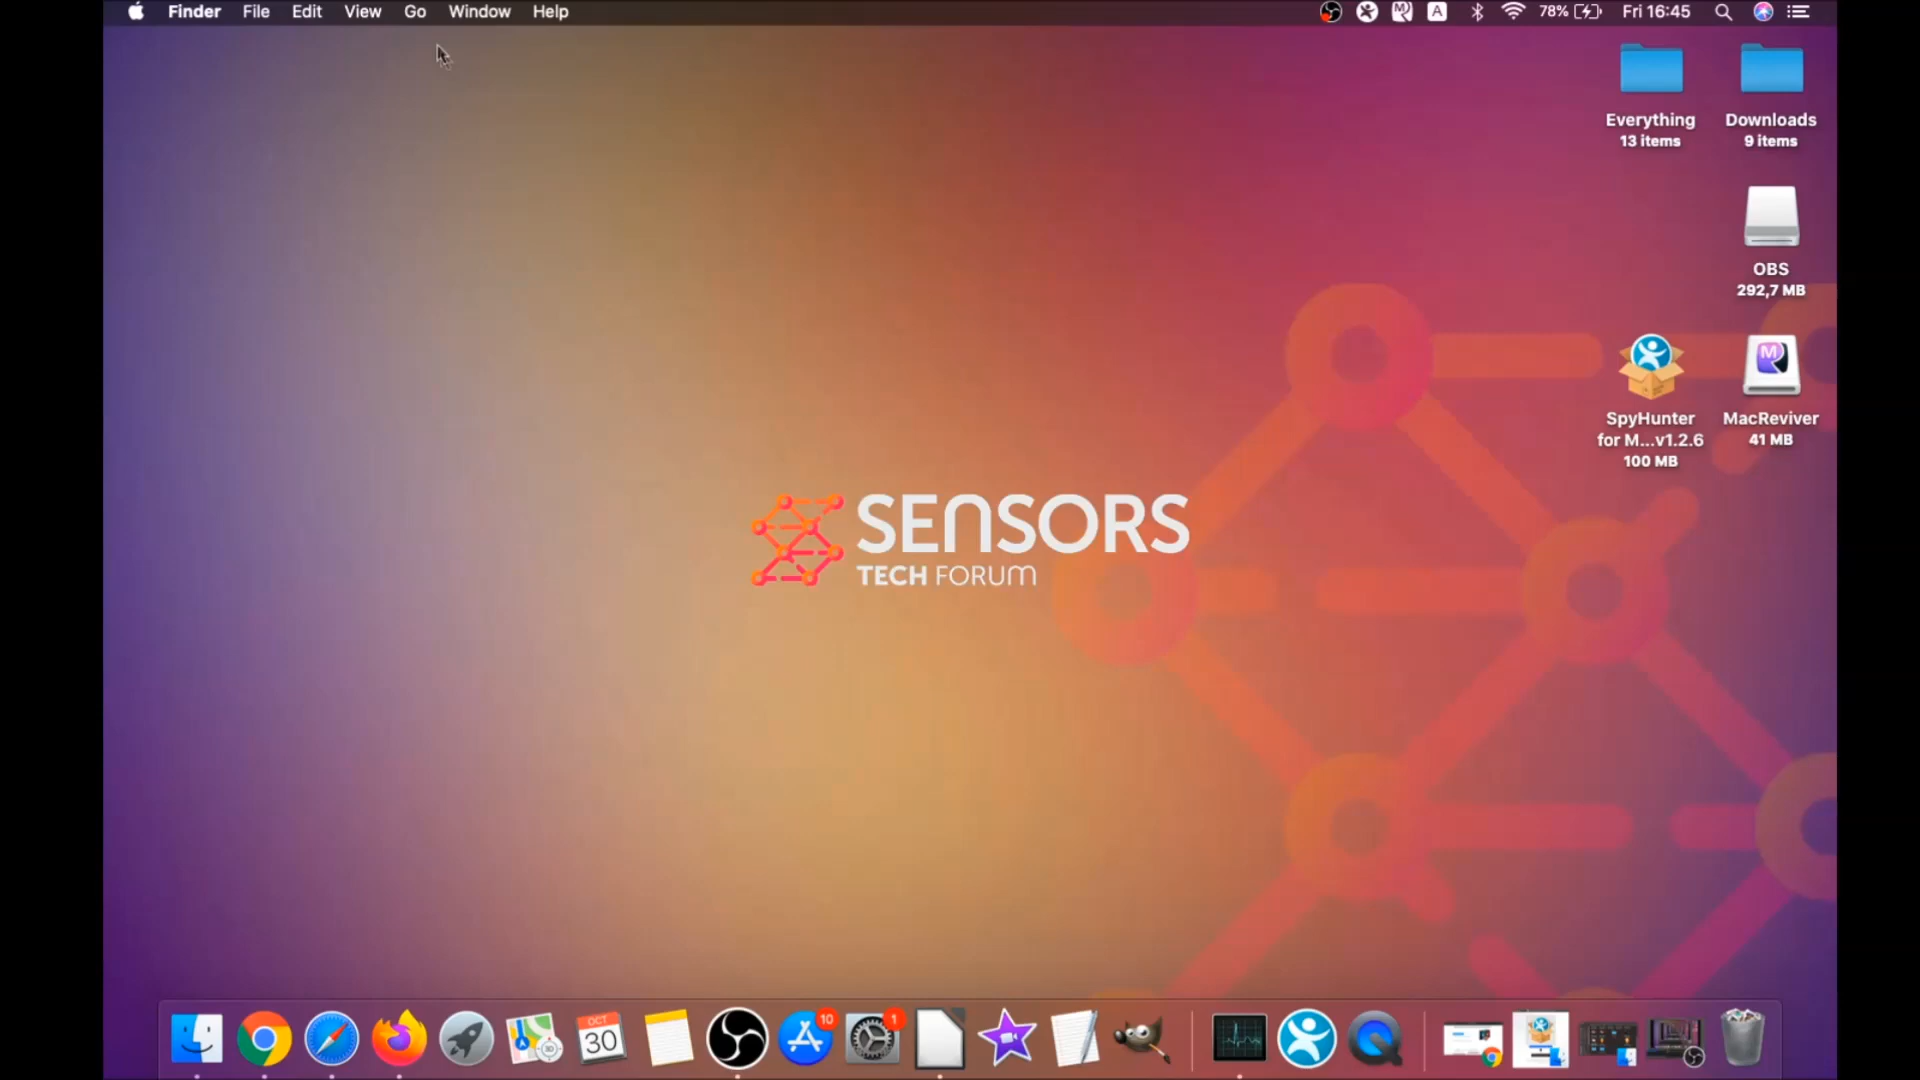 Finder File Edit View Go Window Help
A 78% Fri 16:45
Everything
13 items
Downloads
9 items
OBS
292,7 MB
SpyHunter
for M...v1.2.6
100 MB
MacReviver
41 MB
M
SENSORS
TECH FORUM
OCT
30
10
1